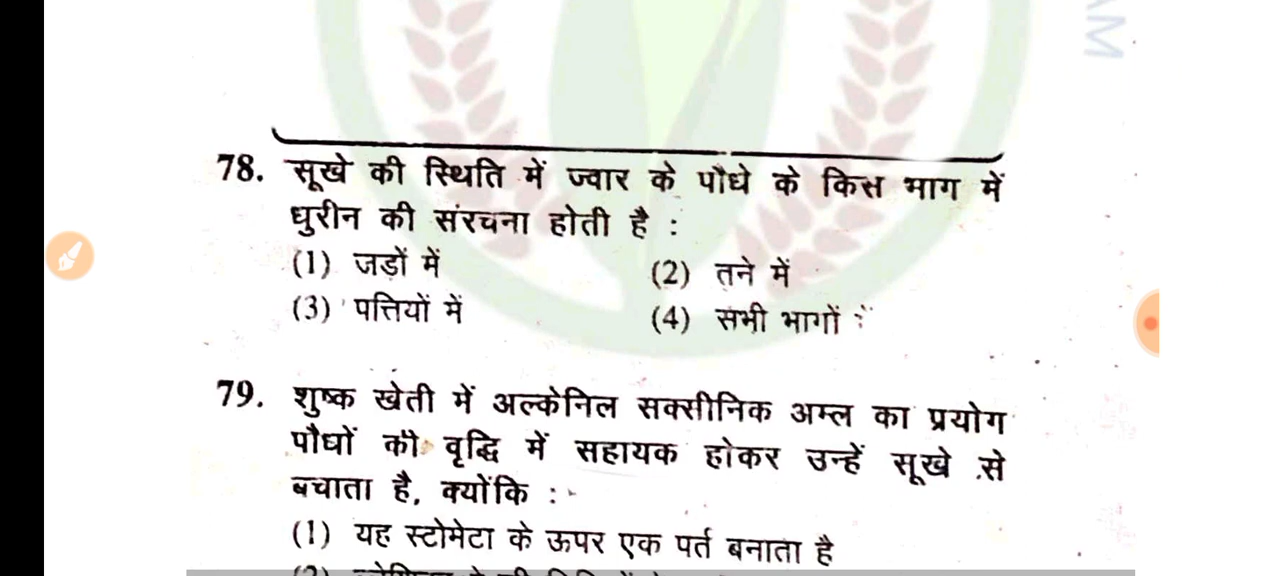 AM
78. सूखे की स्थिति में ज्वार के पौधे के किस भाग में
धुरीन की संरचना होती है :
(1) जड़ों में
(2) तने में
(3) पत्तियों में
(4) सभी भागों में
79. शुष्क खेती में अल्केनिल सक्सीनिक अम्ल का प्रयोग
पौधों की वृद्धि में सहायक होकर उन्हें सूखे से
बचाता है, क्योंकि :
(1) यह स्टोमेटा के ऊपर एक पर्त बनाता है